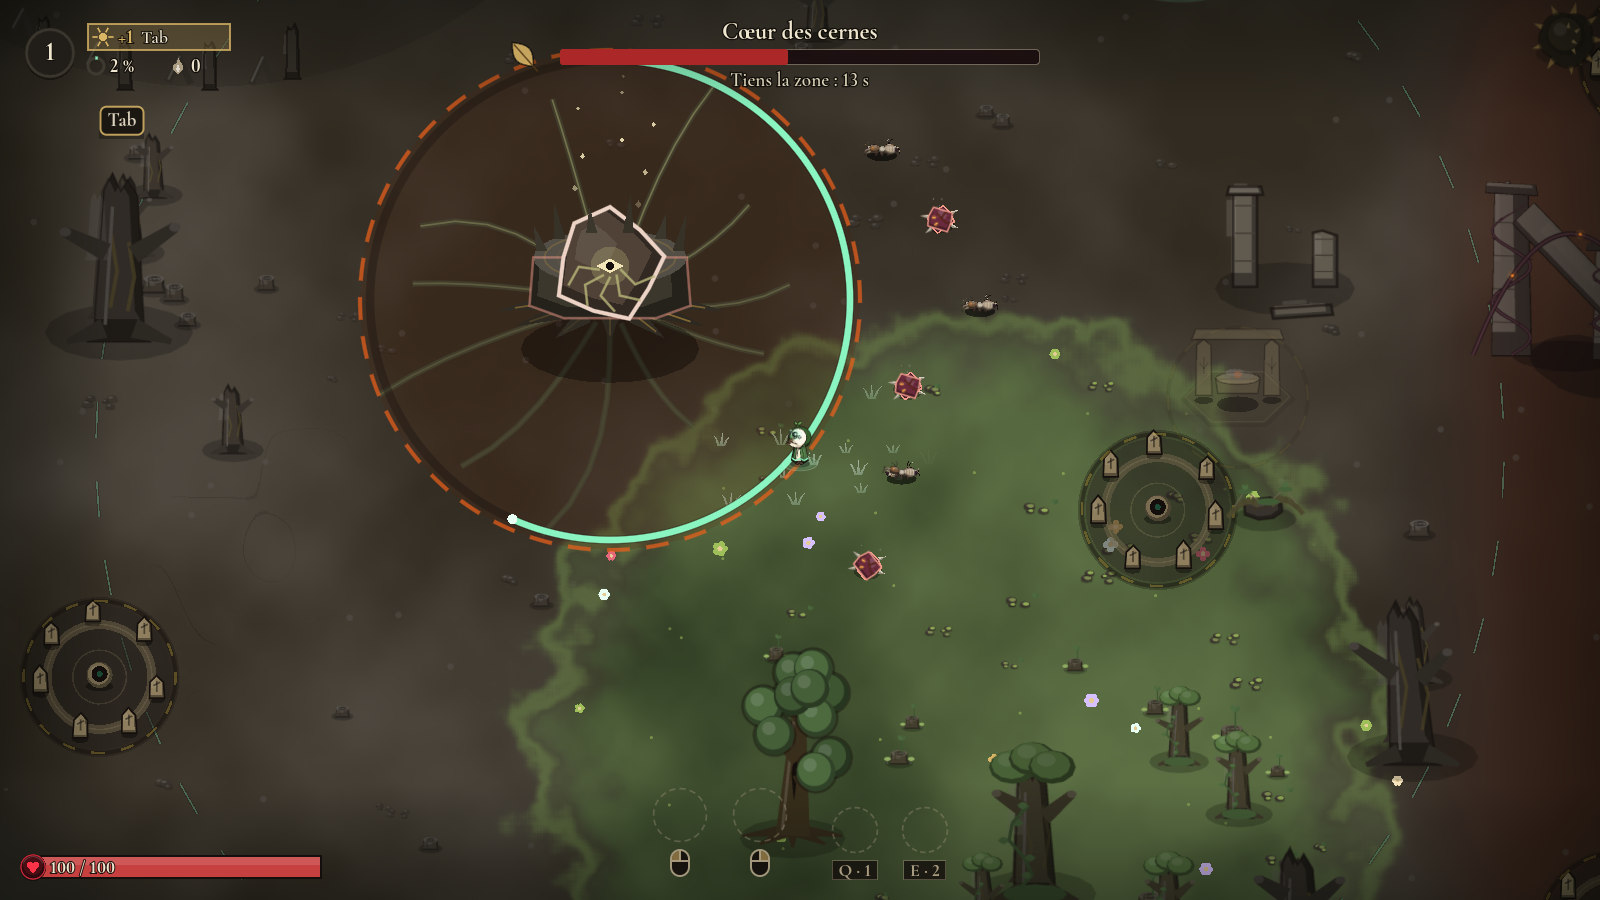 Cœur des cernes
Tiens la zone : 13 s
1
+1 Tab
2 %
0
Tab
100 / 100
Q · 1
E · 2